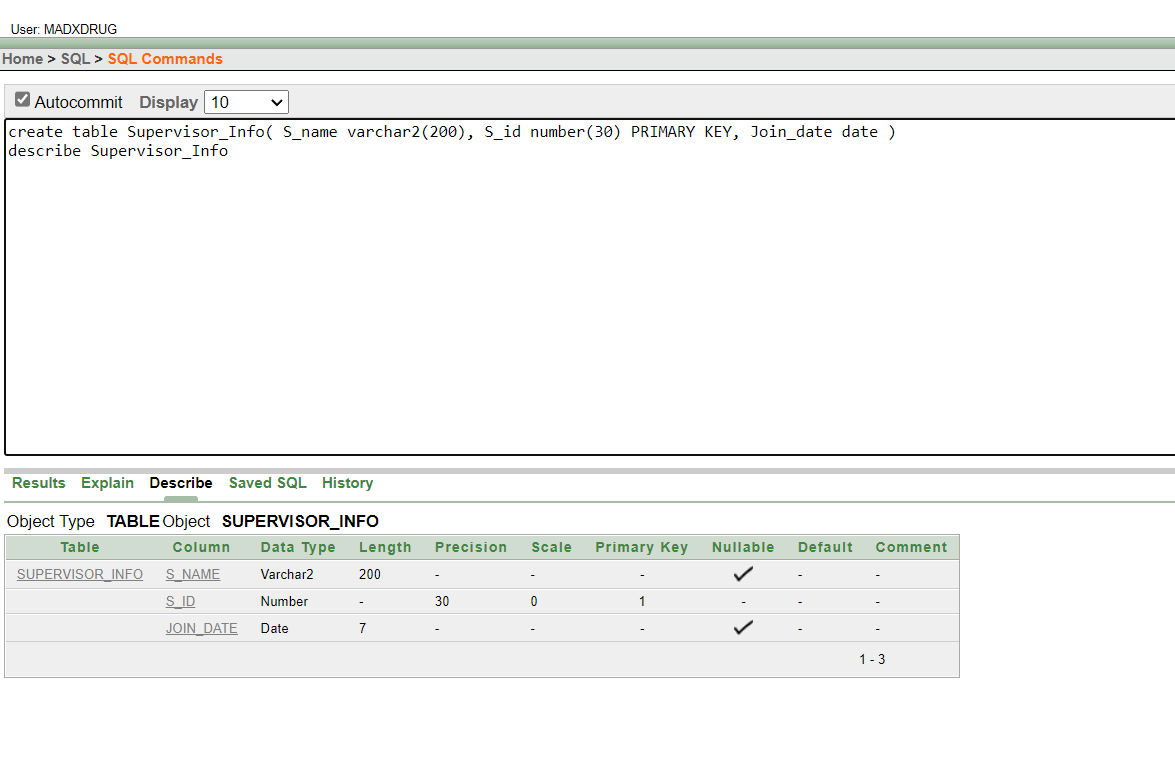 User: MADXDRUG
Home > SQL > SQL Commands
Autocommit Display 10
create table Supervisor_Info( S_name varchar2(200), S_id number(30) PRIMARY KEY, Join_date date )
describe Supervisor_Info
Results Explain Describe Saved SQL History
Object Type TABLE Object SUPERVISOR_INFO
Table Column Data Type Length Precision Scale Primary Key Nullable Default Comment
SUPERVISOR_INFO S_NAME Varchar2 200 - - - - -
S_ID Number - 30 0 1 - - -
JOIN_DATE Date 7 - - - - -
1 - 3